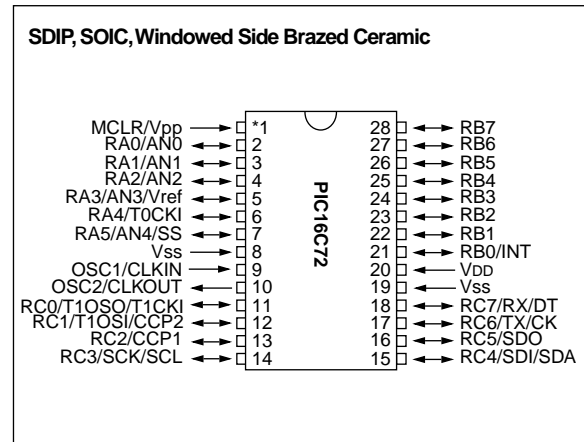 SDIP, SOIC, Windowed Side Brazed Ceramic
MCLR/Vpp *1 28 RB7
RA0/AN0 2 27 RB6
RA1/AN1 3 26 RB5
RA2/AN2 4 25 RB4
RA3/AN3/Vref 5 24 RB3
RA4/T0CKI 6 23 RB2
RA5/AN4/SS 7 22 RB1
Vss 8 21 RB0/INT
OSC1/CLKIN 9 20 VDD
OSC2/CLKOUT 10 19 Vss
RC0/T1OSO/T1CKI 11 18 RC7/RX/DT
RC1/T1OSI/CCP2 12 17 RC6/TX/CK
RC2/CCP1 13 16 RC5/SDO
RC3/SCK/SCL 14 15 RC4/SDI/SDA
PIC16C72